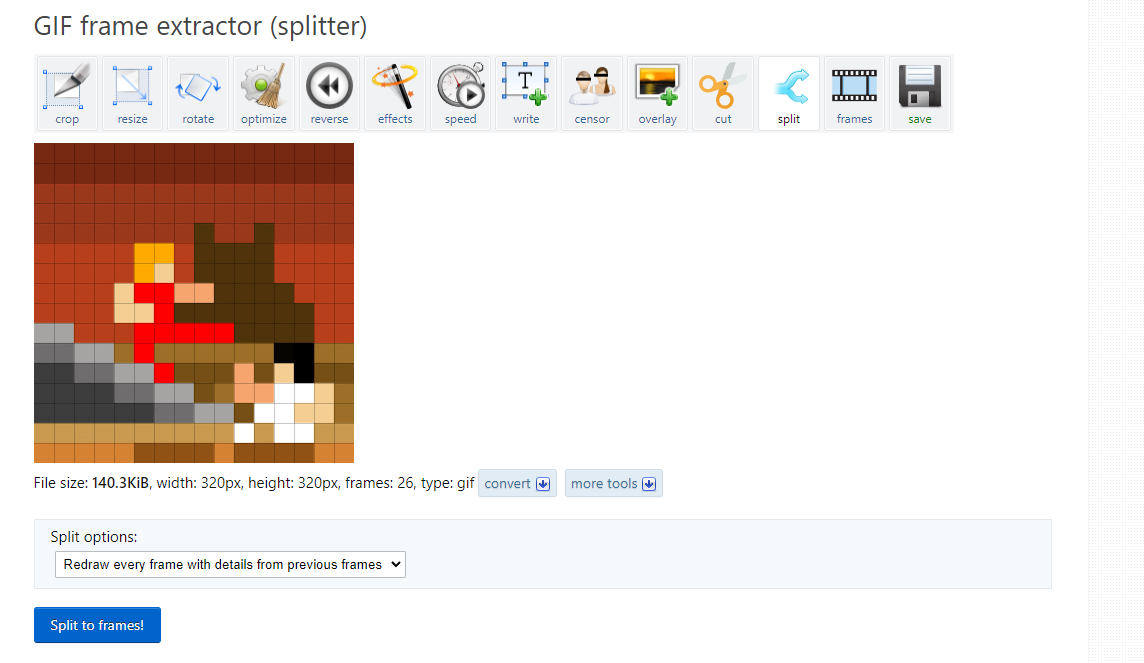 GIF frame extractor (splitter)
crop resize rotate optimize reverse effects speed write censor overlay cut split frames save
File size: 140.3KiB, width: 320px, height: 320px, frames: 26, type: gif convert more tools
Split options:
Redraw every frame with details from previous frames
Split to frames!